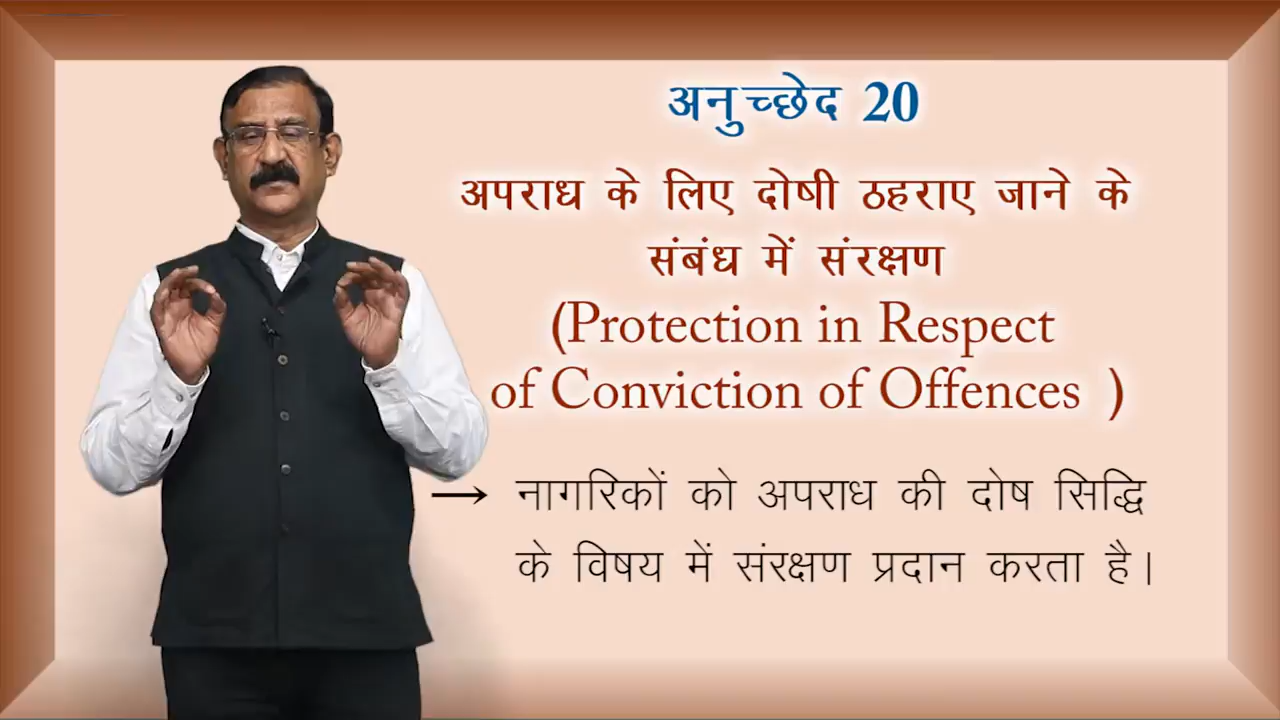 अनुच्छेद 20
अपराध के लिए दोषी ठहराए जाने के
संबंध में संरक्षण
(Protection in Respect
of Conviction of Offences )
→ नागरिकों को अपराध की दोष सिद्धि
के विषय में संरक्षण प्रदान करता है।